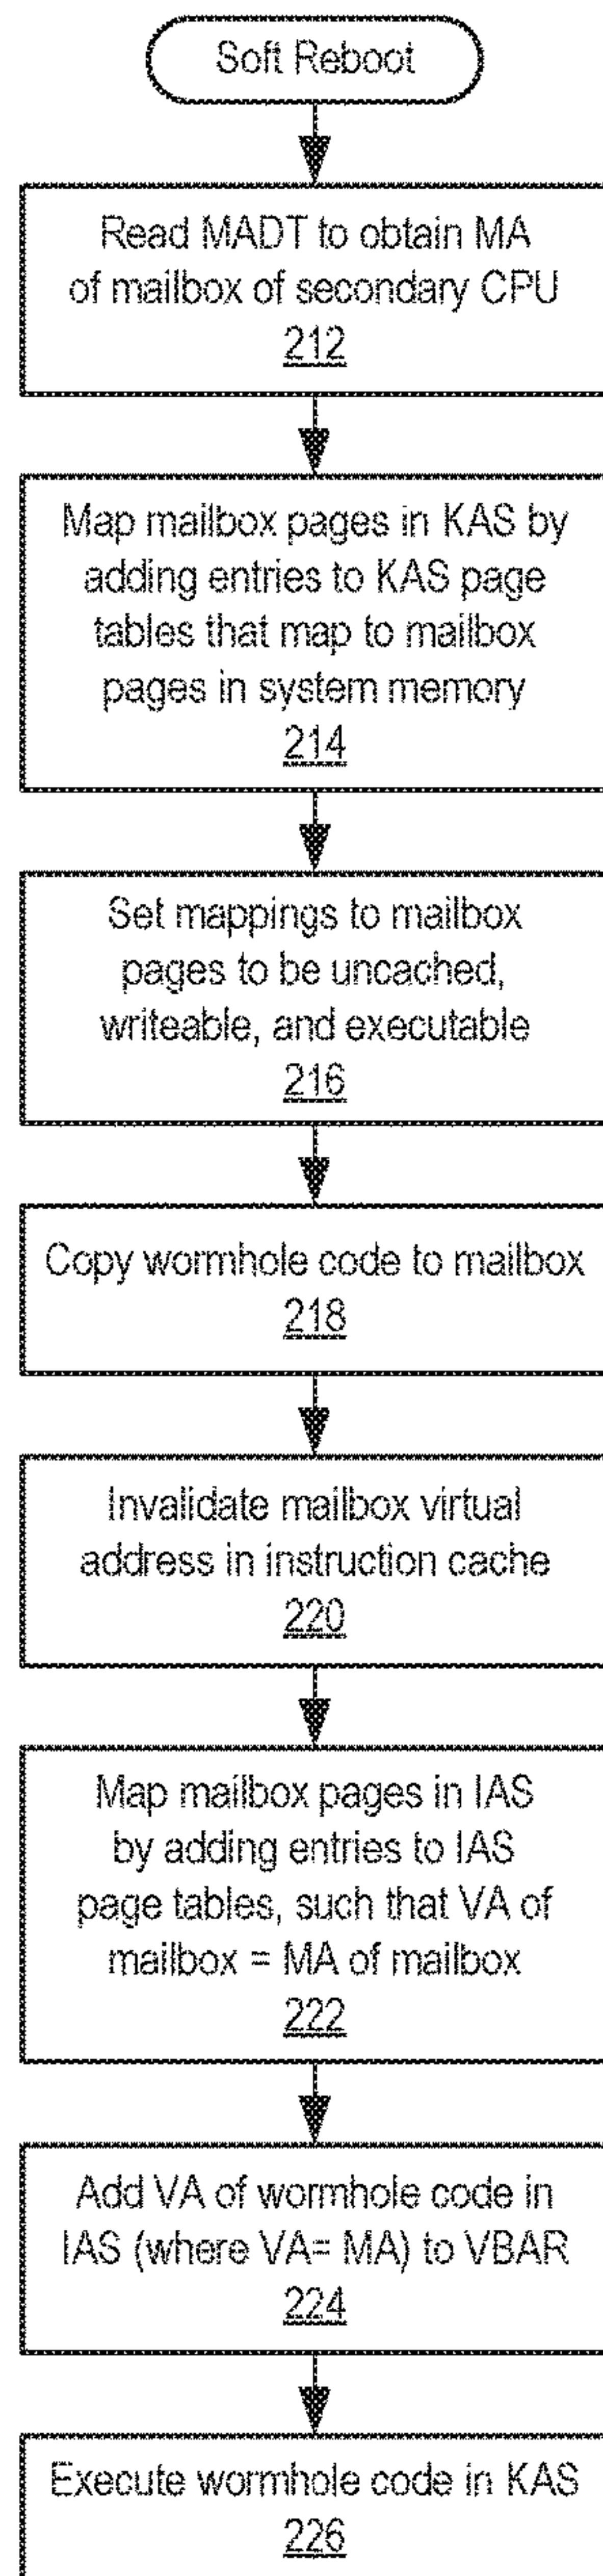 Soft Reboot
Read MADT to obtain MA
of mailbox of secondary CPU
212
Map mailbox pages in KAS by
adding entries to KAS page
tables that map to mailbox
pages in system memory
214
Set mappings to mailbox
pages to be uncached,
writeable, and executable
216
Copy wormhole code to mailbox
218
Invalidate mailbox virtual
address in instruction cache
220
Map mailbox pages in IAS
by adding entries to IAS
page tables, such that VA of
mailbox = MA of mailbox
222
Add VA of wormhole code in
IAS (where VA= MA) to VBAR
224
Execute wormhole code in KAS
226